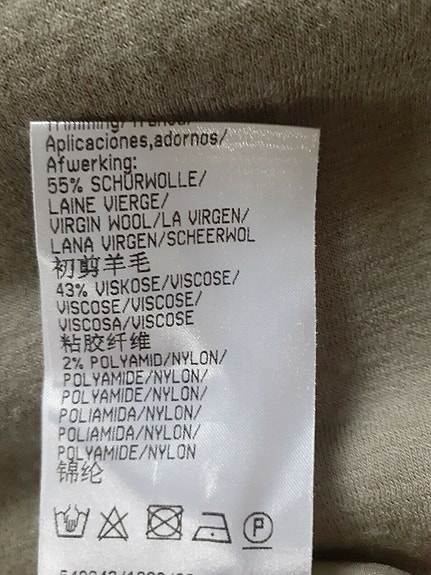 Aplicaciones,adornos/
Afwerking:
55% SCHURWOLLE/
LAINE VIERGE/
VIRGIN WOOL/LA VIRGEN/
LANA VIRGEN/SCHEERWOL
初剪羊毛
43% VISKOSE/VISCOSE/
VISCOSE/VISCOSE/
VISCOSA/VISCOSE
粘胶纤维
2% POLYAMID/NYLON/
POLYAMIDE/NYLON/
POLYAMIDE/NYLON/
POLIAMIDA/NYLON/
POLIAMIDA/NYLON/
POLYAMIDE/NYLON
锦纶
P